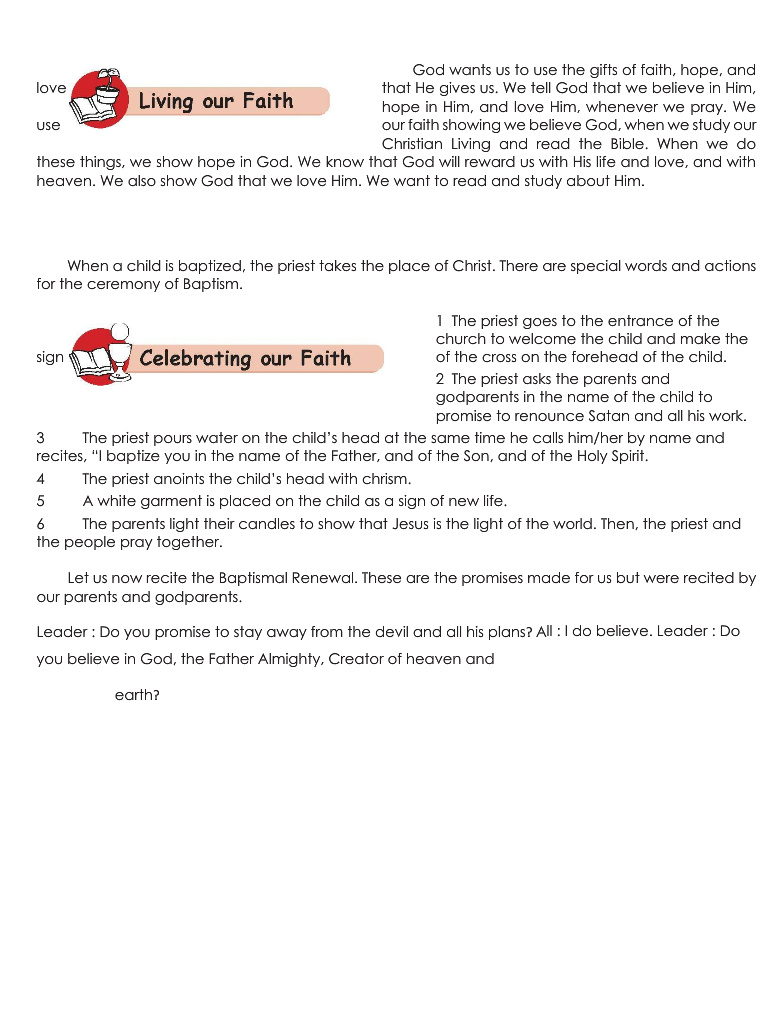 God wants us to use the gifts of faith, hope, and
love that He gives us. We tell God that we believe in Him,
Living our Faith
hope in Him, and love Him, whenever we pray. We
use our faith showing we believe God, when we study our
Christian Living and read the Bible. When we do
these things, we show hope in God. We know that God will reward us with His life and love, and with
heaven. We also show God that we love Him. We want to read and study about Him.
When a child is baptized, the priest takes the place of Christ. There are special words and actions
for the ceremony of Baptism.
1 The priest goes to the entrance of the
church to welcome the child and make the
sign of the cross on the forehead of the child.
Celebrating our Faith
2 The priest asks the parents and
godparents in the name of the child to
promise to renounce Satan and all his work.
3 The priest pours water on the child’s head at the same time he calls him/her by name and
recites, “I baptize you in the name of the Father, and of the Son, and of the Holy Spirit.
4 The priest anoints the child’s head with chrism.
5 A white garment is placed on the child as a sign of new life.
6 The parents light their candles to show that Jesus is the light of the world. Then, the priest and
the people pray together.
Let us now recite the Baptismal Renewal. These are the promises made for us but were recited by
our parents and godparents.
Leader : Do you promise to stay away from the devil and all his plans? All : I do believe. Leader : Do
you believe in God, the Father Almighty, Creator of heaven and
earth?